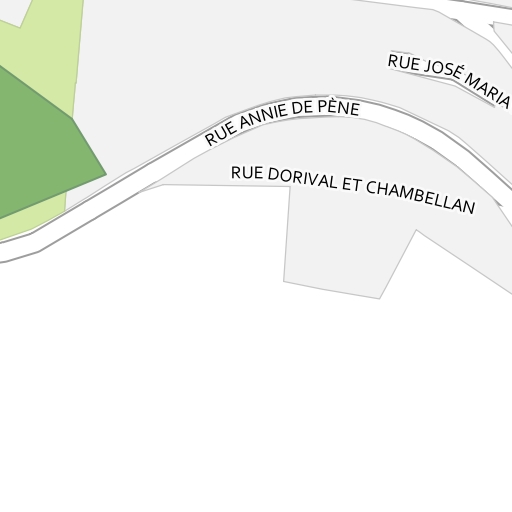 RUE JOSÉ MARIA
RUE ANNIE DE PÈNE
RUE DORIVAL ET CHAMBELLAN